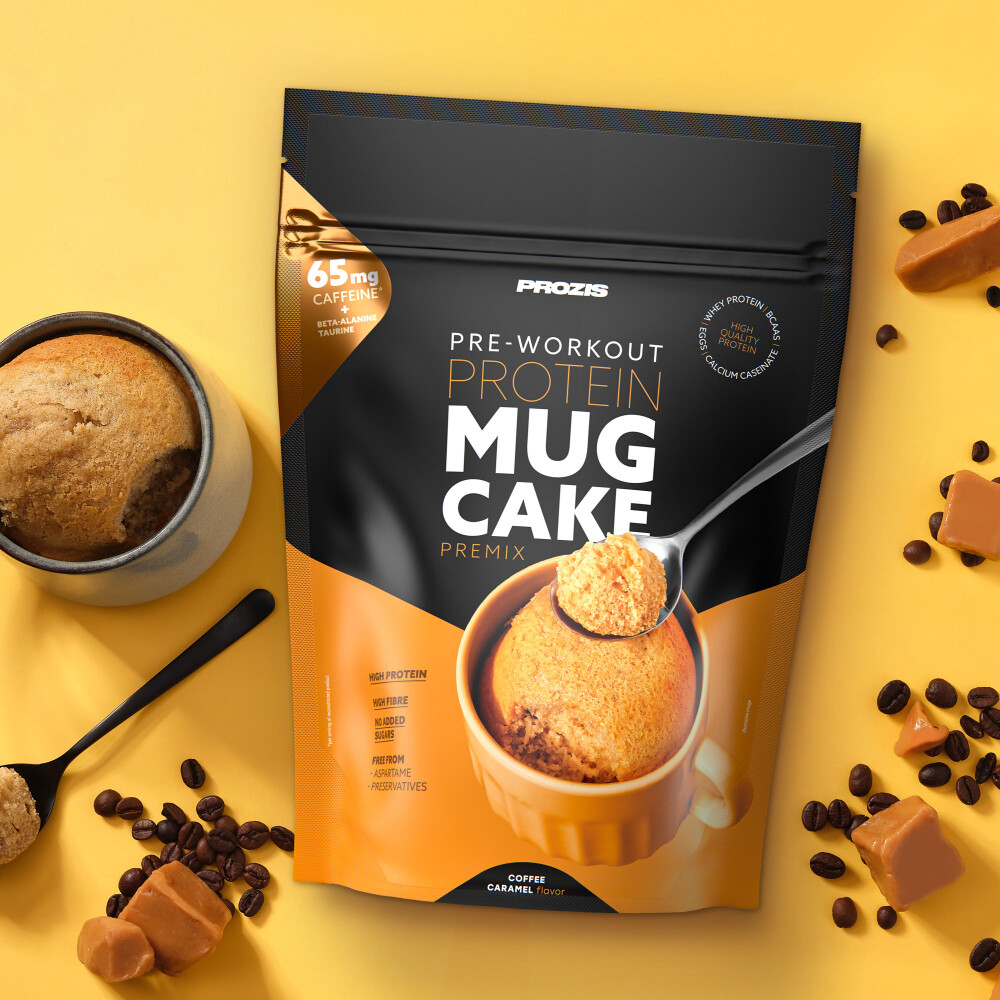 65mg
CAFFEINE*
+
BETA-ALANINE
TAURINE
PROZIS
WHEY PROTEIN | BCAAS | CALCIUM CASEINATE | EGGS |
HIGH
QUALITY
PROTEIN
PRE-WORKOUT
PROTEIN
MUG
CAKE
PREMIX
HIGH PROTEIN
HIGH FIBRE
NO ADDED
SUGARS
FREE FROM
- ASPARTAME
- PRESERVATIVES
COFFEE
CARAMEL flavor